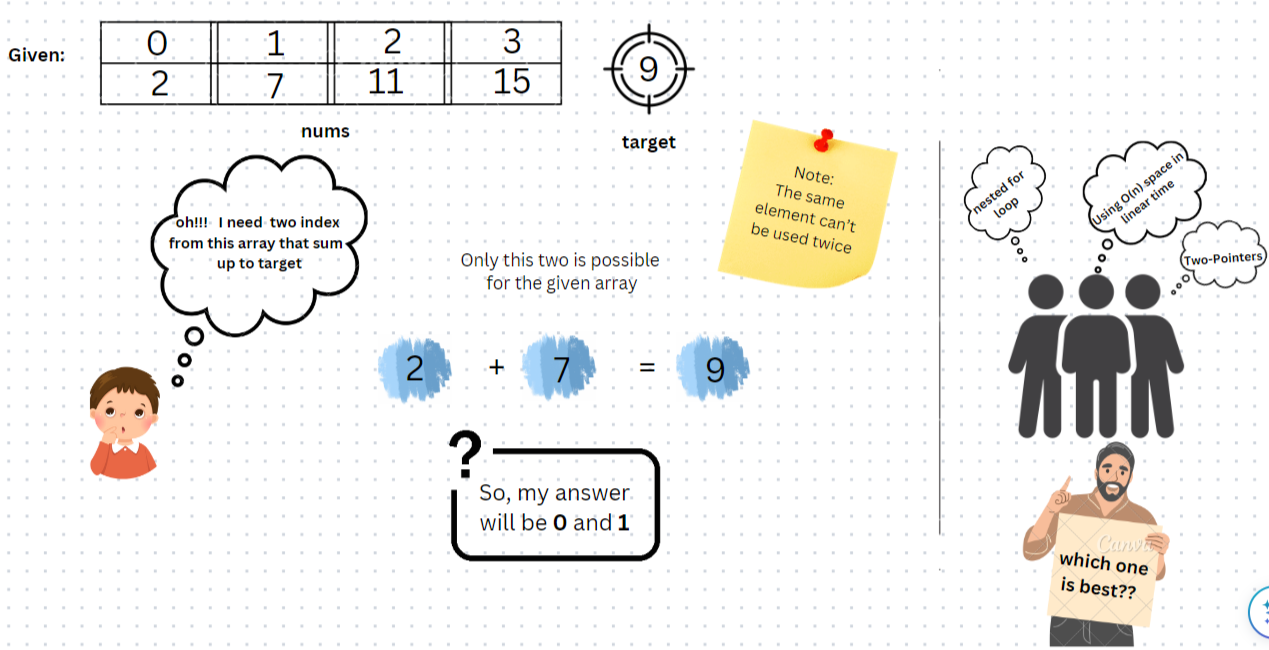 Given:
0 1 2 3
2 7 11 15
nums
9
target
oh!!! I need two index
from this array that sum
up to target
Note:
The same
element can't
be used twice
Only this two is possible
for the given array
2 + 7 = 9
?
So, my answer
will be 0 and 1
nested for
loop
Using O(n) space in
linear time
Two-Pointers
Canva
which one
is best??